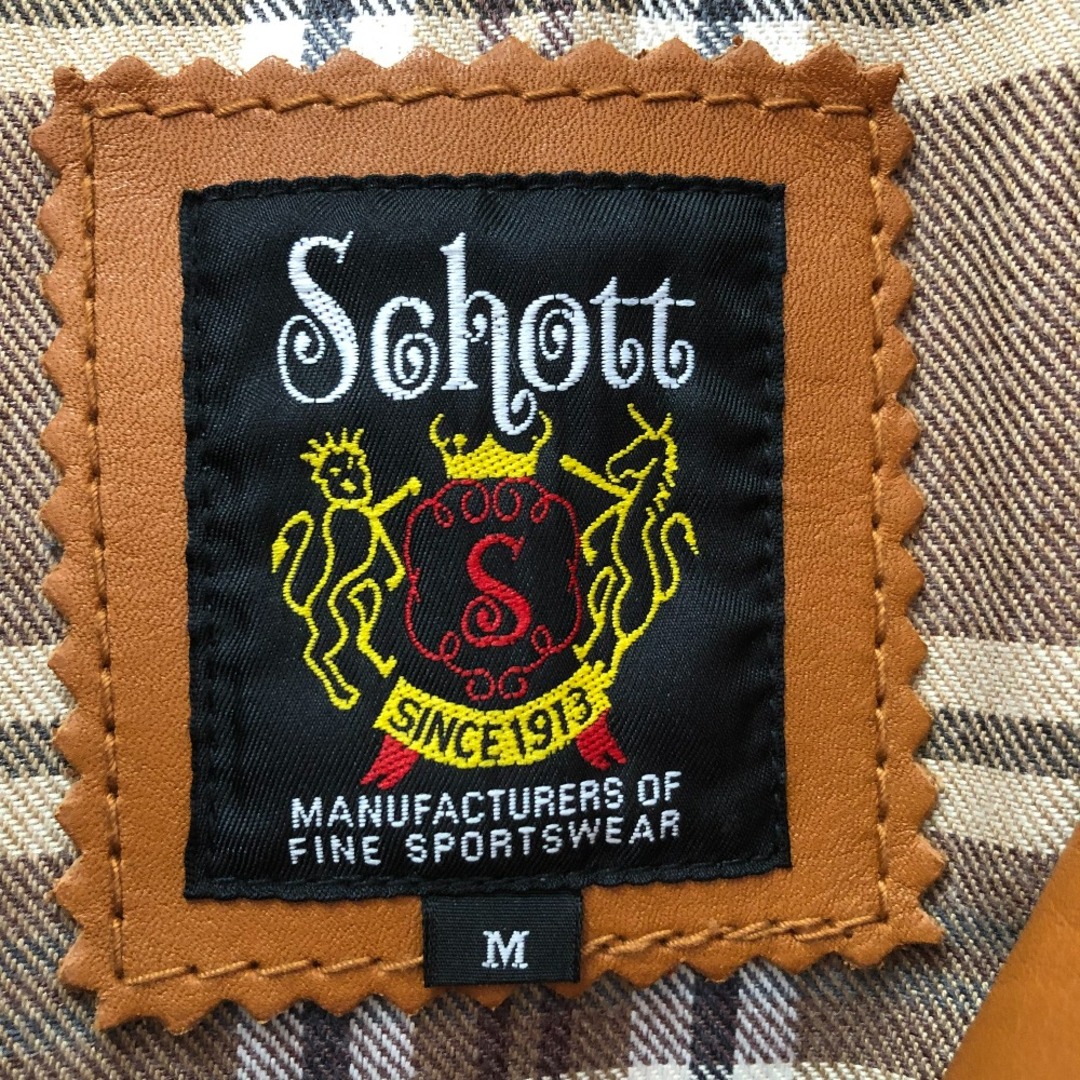 Schott
S
SINCE 1913
MANUFACTURERS OF
FINE SPORTSWEAR
M